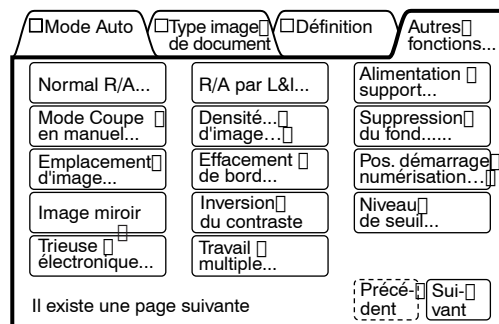 Mode Auto
Type image
de document
Définition
Autres
fonctions...
Normal R/A...
R/A par L&I...
Alimentation
support...
Mode Coupe
en manuel...
Densité...
d'image...
Suppression
du fond......
Emplacement
d'image...
Effacement
de bord...
Pos. démarrage
numérisation...
Image miroir
Inversion
du contraste
Niveau
de seuil...
Trieuse
électronique...
Travail
multiple...
Il existe une page suivante
Précé-
dent
Sui-
vant